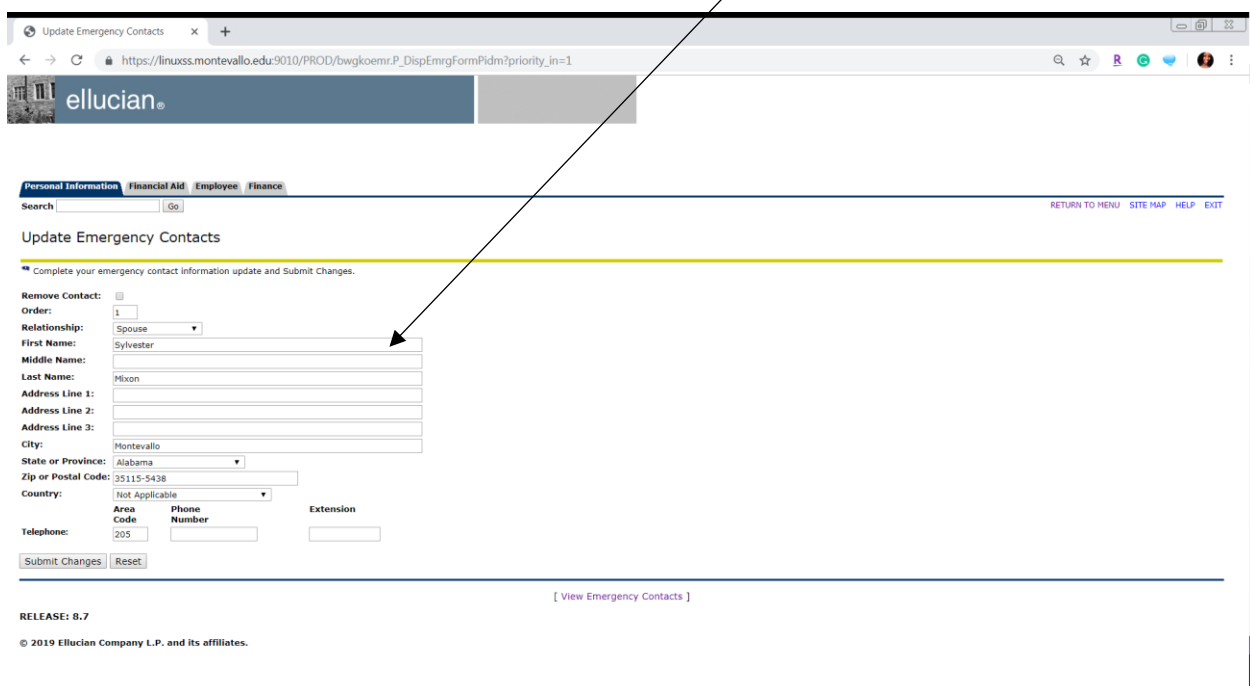 Update Emergency Contacts
https://linuxss.montevallo.edu:9010/PROD/bwgkoemr.P_DispEmrgFormPidm?priority_in=1
ellucian®
Personal Information Financial Aid Employee Finance
Search Go RETURN TO MENU SITE MAP HELP EXIT
Update Emergency Contacts
Complete your emergency contact information update and Submit Changes.
Remove Contact:
Order: 1
Relationship: Spouse
First Name: Sylvester
Middle Name:
Last Name: Mixon
Address Line 1:
Address Line 2:
Address Line 3:
City: Montevallo
State or Province: Alabama
Zip or Postal Code: 35115-5438
Country: Not Applicable
Area Phone Extension
Code Number
Telephone: 205
Submit Changes Reset
[ View Emergency Contacts ]
RELEASE: 8.7
© 2019 Ellucian Company L.P. and its affiliates.